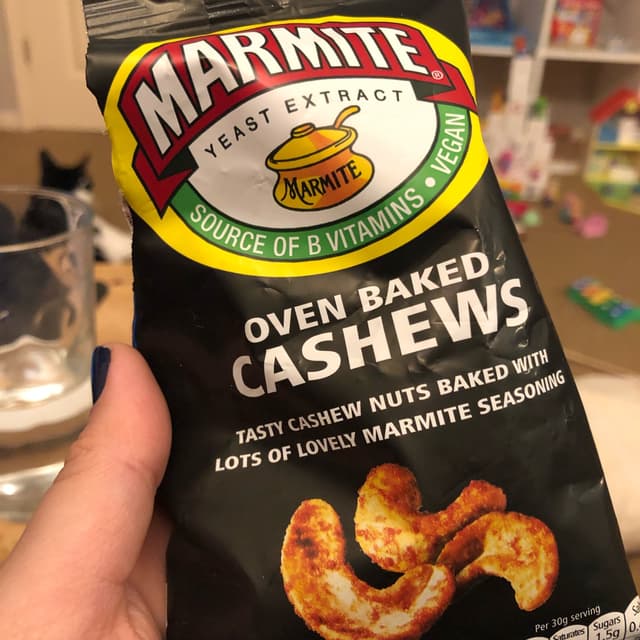 MARMITE®
YEAST EXTRACT
MARMITE
SOURCE OF B VITAMINS • VEGAN
OVEN BAKED
CASHEWS
TASTY CASHEW NUTS BAKED WITH
LOTS OF LOVELY MARMITE SEASONING
Per 30g serving
Saturates Sugars
1.5g